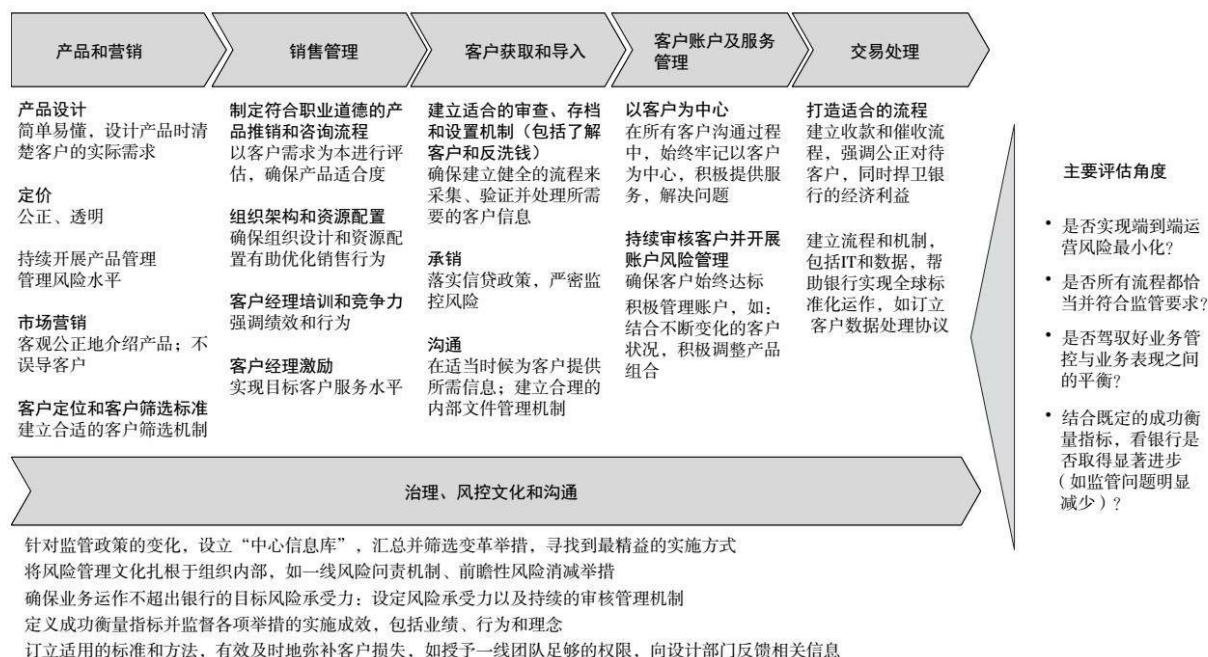 产品和营销
销售管理
客户获取和导入
客户账户及服务
管理
交易处理
产品设计
简单易懂，设计产品时清
楚客户的实际需求
定价
公正、透明
持续开展产品管理
管理风险水平
市场营销
客观公正地介绍产品；不
误导客户
客户定位和客户筛选标准
建立合适的客户筛选机制
制定符合职业道德的产
品推销和咨询流程
以客户需求为本进行评
估，确保产品适合度
组织架构和资源配置
确保组织设计和资源配
置有助优化销售行为
客户经理培训和竞争力
强调绩效和行为
客户经理激励
实现目标客户服务水平
建立适合的审查、存档
和设置机制（包括了解
客户和反洗钱）
确保建立健全的流程来
采集、验证并处理所需
要的客户信息
承销
落实信贷政策，严密监
控风险
沟通
在适当时候为客户提供
所需信息；建立合理的
内部文件管理机制
以客户为中心
在所有客户沟通过程
中，始终牢记以客户
为中心，积极提供服
务，解决问题
持续审核客户并开展
账户风险管理
确保客户始终达标
积极管理账户，如：
结合不断变化的客户
状况，积极调整产品
组合
打造适合的流程
建立收款和催收流
程，强调公正对待
客户，同时捍卫银
行的经济利益
建立流程和机制，
包括IT和数据，帮
助银行实现全球标
准化运作，如订立
客户数据处理协议
主要评估角度
• 是否实现端到端运
营风险最小化？
• 是否所有流程都恰
当并符合监管要求？
• 是否驾驭好业务管
控与业务表现之间
的平衡？
• 结合既定的成功衡
量指标，看银行是
否取得显著进步
（如监管问题明显
减少）？
治理、风控文化和沟通
针对监管政策的变化，设立“中心信息库”，汇总并筛选变革举措，寻找到最精益的实施方式
将风险管理文化扎根于组织内部，如一线风险问责机制、前瞻性风险消减举措
确保业务运作不超出银行的目标风险承受力：设定风险承受力以及持续的审核管理机制
定义成功衡量指标并监督各项举措的实施成效，包括业绩、行为和理念
订立适用的标准和方法，有效及时地弥补客户损失，如授予一线团队足够的权限，向设计部门反馈相关信息